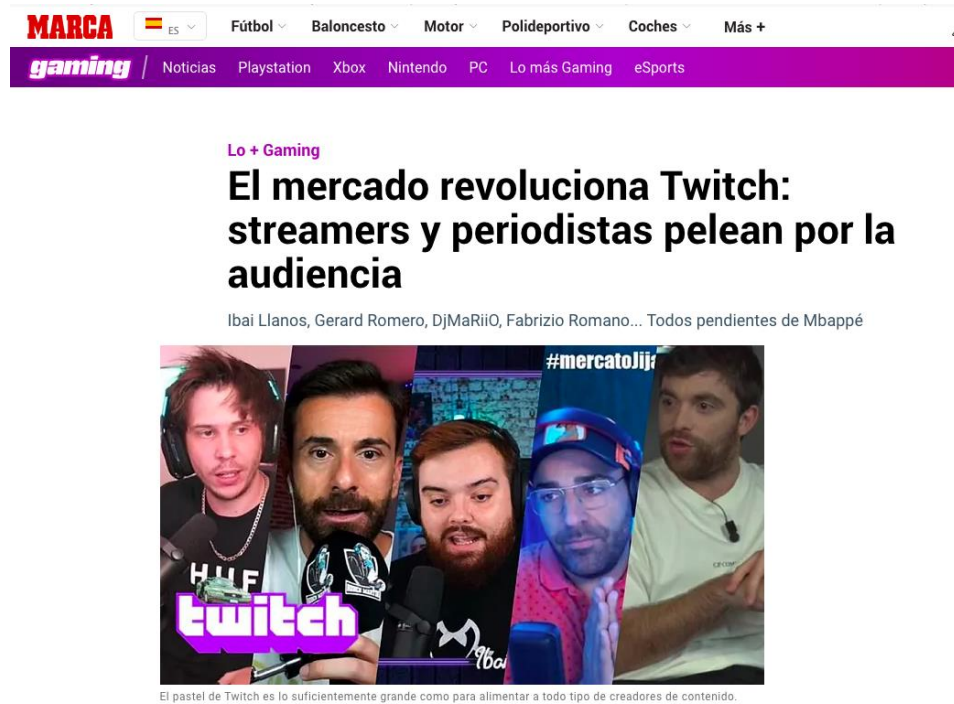 MARCA
ES
Fútbol
Baloncesto
Motor
Polideportivo
Coches
Más +
gaming
Noticias
Playstation
Xbox
Nintendo
PC
Lo más Gaming
eSports
Lo + Gaming
El mercado revoluciona Twitch:
streamers y periodistas pelean por la
audiencia
Ibai Llanos, Gerard Romero, DjMaRiiO, Fabrizio Romano... Todos pendientes de Mbappé
#mercatoJija
HUF
twitch
Ibai
El pastel de Twitch es lo suficientemente grande como para alimentar a todo tipo de creadores de contenido.